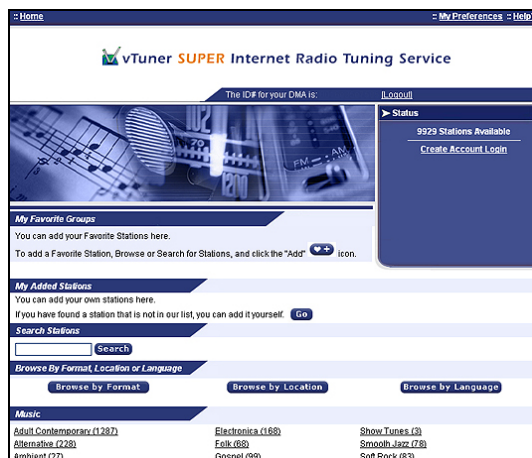 :: Home :: My Preferences :: Help
vTuner SUPER Internet Radio Tuning Service
The ID# for your DMA is: [Logout]
Status
9929 Stations Available
Create Account Login
My Favorite Groups
You can add your Favorite Stations here.
To add a Favorite Station, Browse or Search for Stations, and click the "Add" icon.
My Added Stations
You can add your own stations here.
If you have found a station that is not in our list, you can add it yourself. Go
Search Stations
Search
Browse By Format, Location or Language
Browse by Format Browse by Location Browse by Language
Music
Adult Contemporary (1287) Electronica (168) Show Tunes (3)
Alternative (228) Folk (68) Smooth Jazz (78)
Ambient (27) Gospel (99) Soft Rock (83)